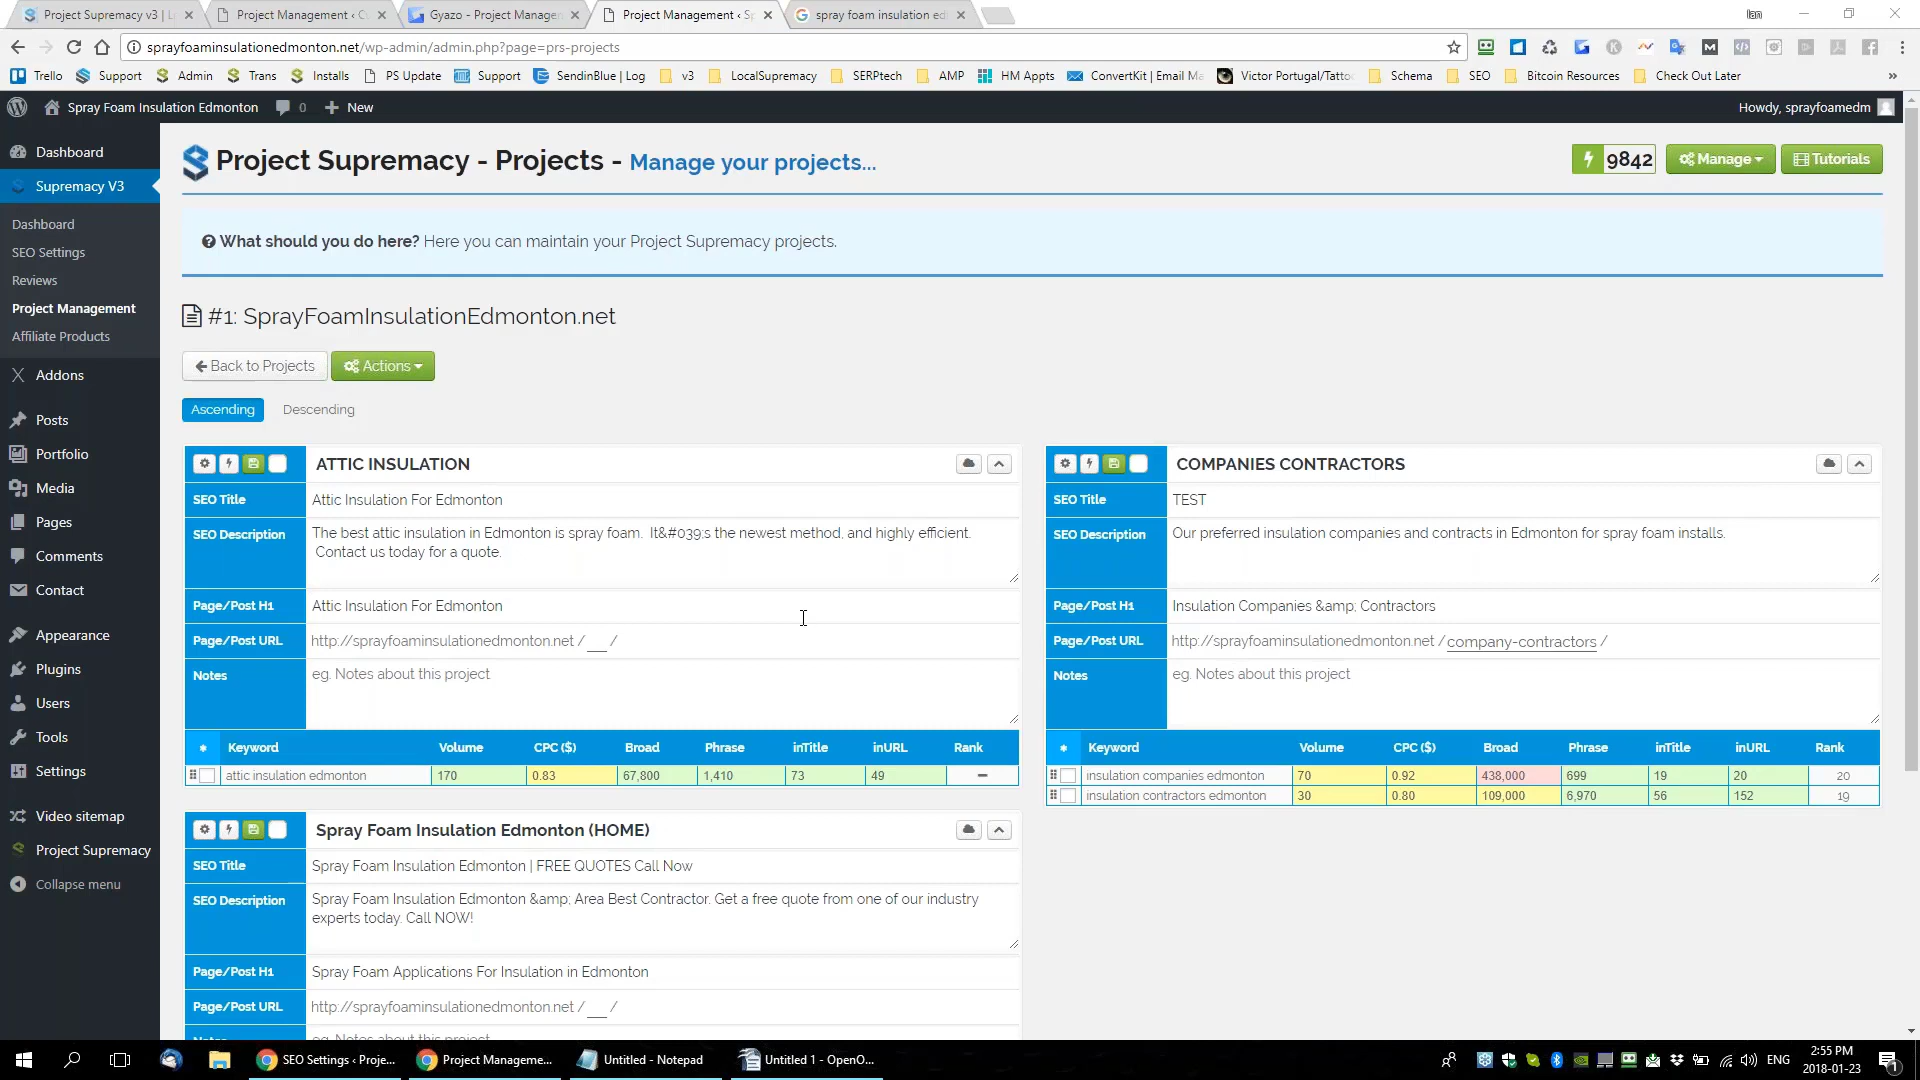 Project Supremacy v3 | L
Project Management ‹ C
Gyazo - Project Manage
Project Management ‹ S
spray foam insulation ed
Ian
sprayfoaminsulationedmonton.net/wp-admin/admin.php?page=prs-projects
Trello
Support
Admin
Trans
Installs
PS Update
Support
SendinBlue | Log
v3
LocalSupremacy
SERPtech
AMP
HM Appts
ConvertKit | Email Ma
Victor Portugal/Tatto
Schema
SEO
Bitcoin Resources
Check Out Later
»
Spray Foam Insulation Edmonton
0
New
Howdy, sprayfoamedm
Dashboard
Supremacy V3
Dashboard
SEO Settings
Reviews
Project Management
Affiliate Products
Addons
Posts
Portfolio
Media
Pages
Comments
Contact
Appearance
Plugins
Users
Tools
Settings
Video sitemap
Project Supremacy
Collapse menu
Project Supremacy - Projects - Manage your projects...
9842
Manage
Tutorials
What should you do here? Here you can maintain your Project Supremacy projects.
#1: SprayFoamInsulationEdmonton.net
Back to Projects
Actions
Ascending
Descending
ATTIC INSULATION
SEO Title
Attic Insulation For Edmonton
SEO Description
The best attic insulation in Edmonton is spray foam.  It&#039;s the newest method, and highly efficient.
Contact us today for a quote.
Page/Post H1
Attic Insulation For Edmonton
Page/Post URL
http://sprayfoaminsulationedmonton.net / __ /
Notes
eg. Notes about this project
Keyword Volume CPC ($) Broad Phrase inTitle inURL Rank
attic insulation edmonton 170 0.83 67,800 1,410 73 49 –
COMPANIES CONTRACTORS
SEO Title
TEST
SEO Description
Our preferred insulation companies and contracts in Edmonton for spray foam installs.
Page/Post H1
Insulation Companies &amp; Contractors
Page/Post URL
http://sprayfoaminsulationedmonton.net / company-contractors /
Notes
eg. Notes about this project
Keyword Volume CPC ($) Broad Phrase inTitle inURL Rank
insulation companies edmonton 70 0.92 438,000 699 19 20 20
insulation contractors edmonton 30 0.80 109,000 6,970 56 152 19
Spray Foam Insulation Edmonton (HOME)
SEO Title
Spray Foam Insulation Edmonton | FREE QUOTES Call Now
SEO Description
Spray Foam Insulation Edmonton &amp; Area Best Contractor. Get a free quote from one of our industry
experts today. Call NOW!
Page/Post H1
Spray Foam Applications For Insulation in Edmonton
Page/Post URL
http://sprayfoaminsulationedmonton.net / __ /
Notes
eg. Notes about this project
SEO Settings ‹ Proje...
Project Manageme...
Untitled - Notepad
Untitled 1 - OpenO...
ENG
2:55 PM
2018-01-23
1